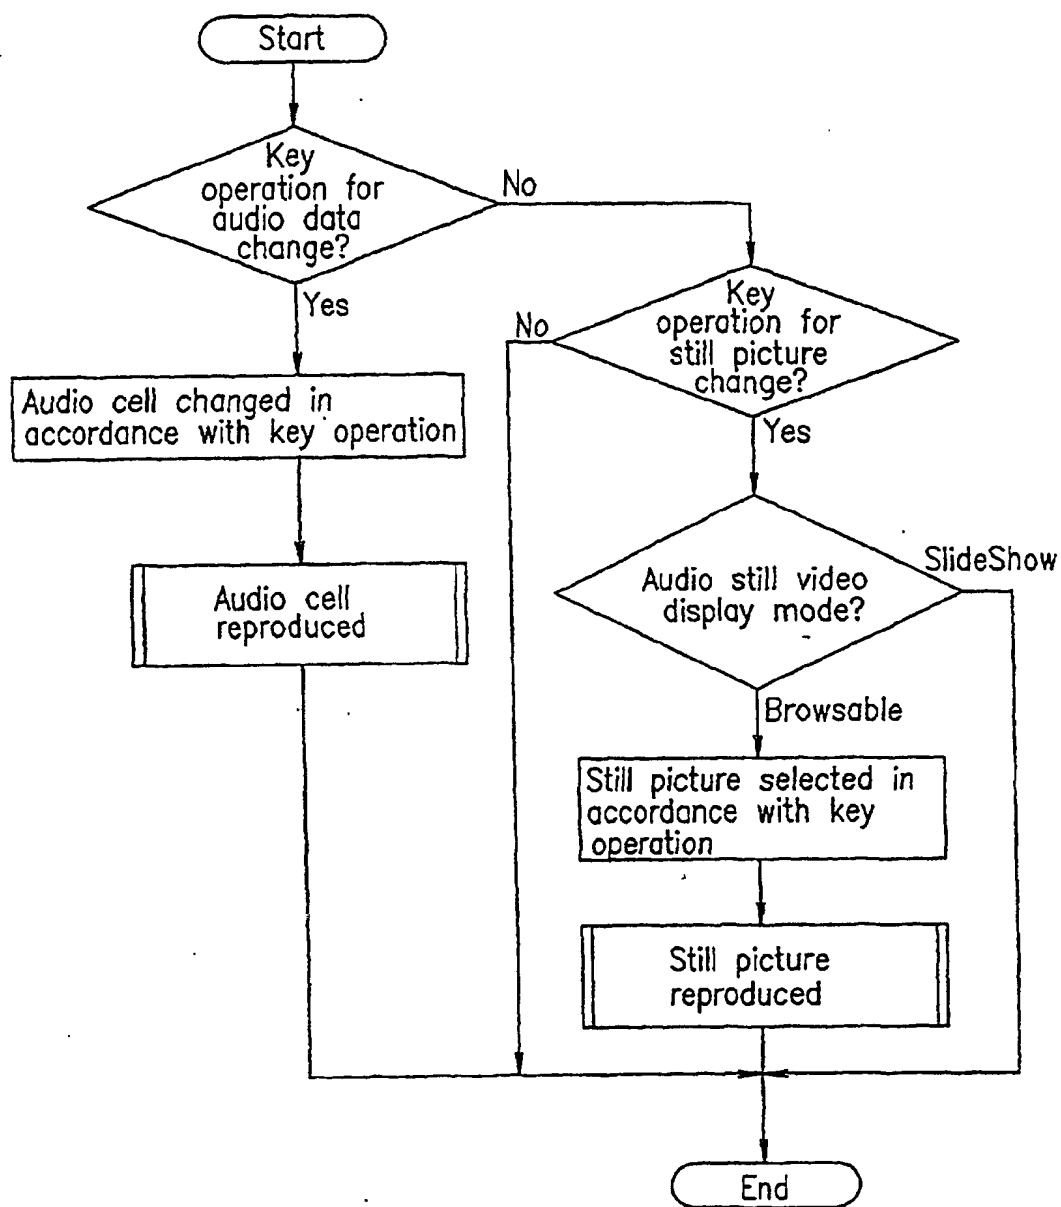 Start
Key
operation for
audio data
change?
No
Yes
Key
operation for
still picture
change?
No
Yes
Audio cell changed in
accordance with key operation
Audio cell
reproduced
Audio still video
display mode?
SlideShow
Browsable
Still picture selected in
accordance with key
operation
Still picture
reproduced
End